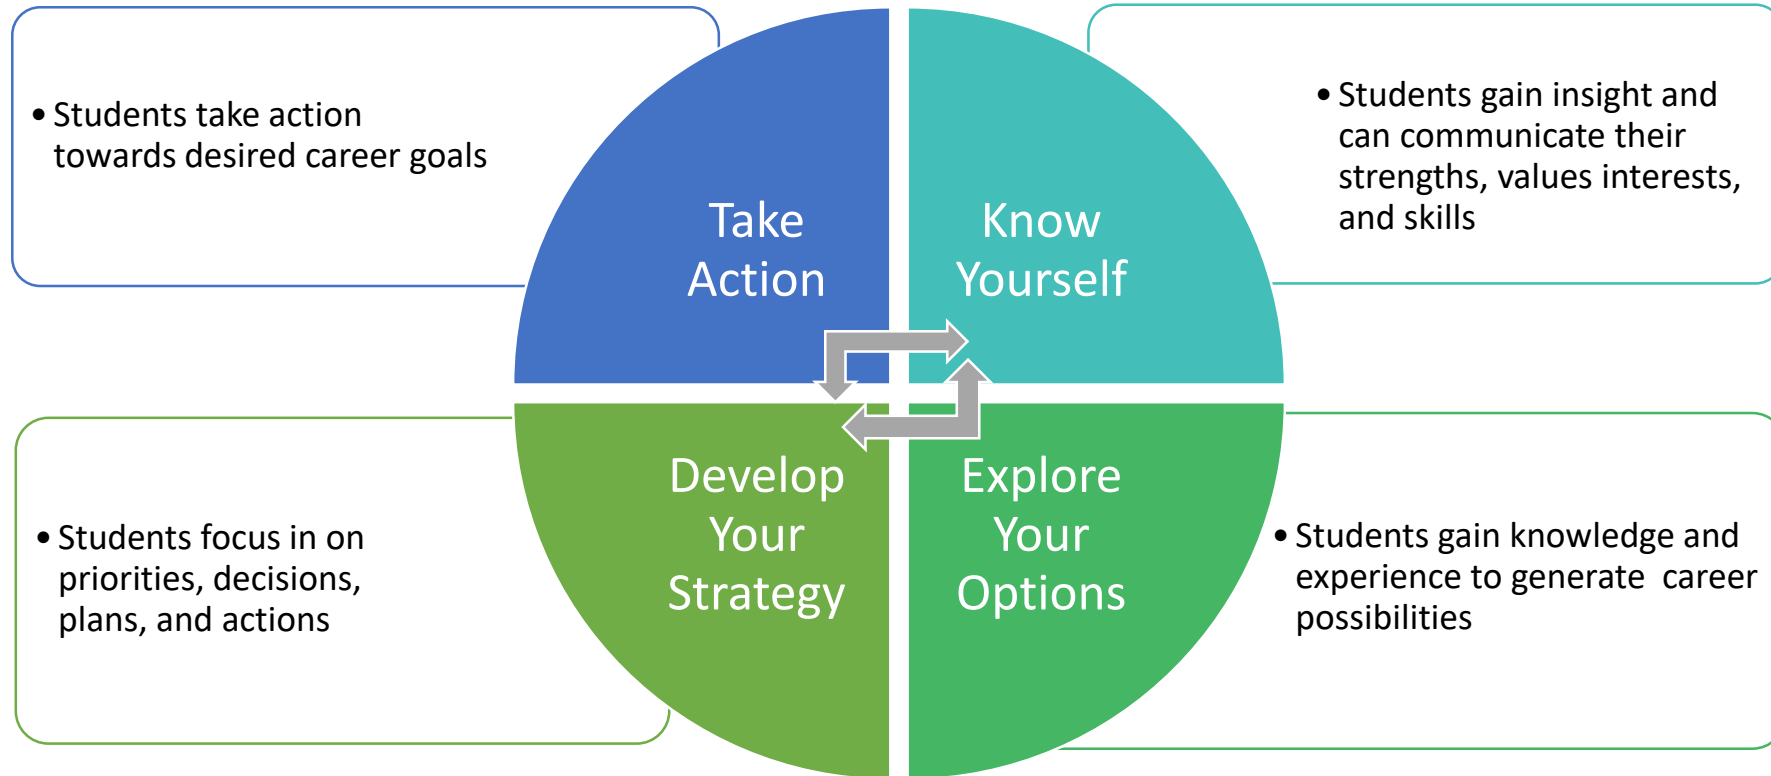 • Students take action
towards desired career goals
Take
Action
Know
Yourself
• Students gain insight and
can communicate their
strengths, values interests,
and skills
• Students focus in on
priorities, decisions,
plans, and actions
Develop
Your
Strategy
Explore
Your
Options
• Students gain knowledge and
experience to generate  career
possibilities